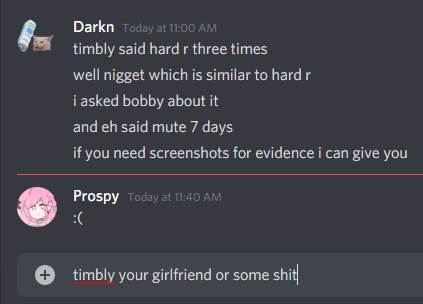 Darkn Today at 11:00 AM
timbly said hard r three times
well nigget which is similar to hard r
i asked bobby about it
and eh said mute 7 days
if you need screenshots for evidence i can give you
Prospy Today at 11:40 AM
:(
timbly your girlfriend or some shit